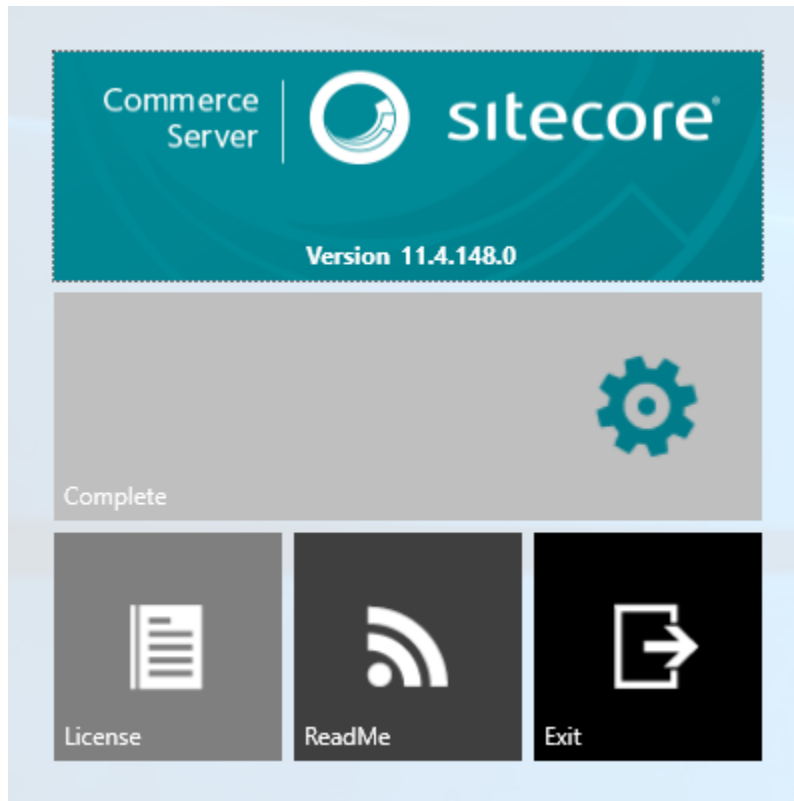 Commerce
Server
sitecore
Version 11.4.148.0
Complete
License
ReadMe
Exit